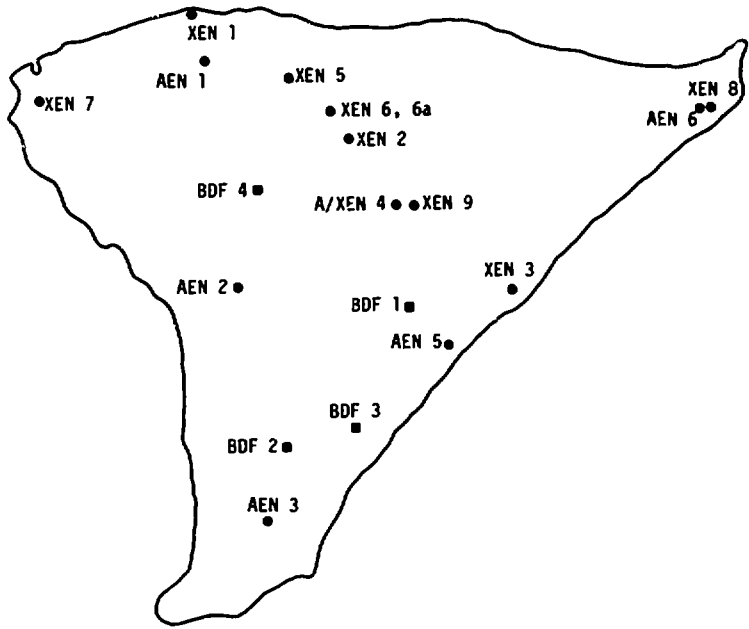 XEN 1
AEN 1
XEN 5
XEN 7
XEN 6, 6a
XEN 8
AEN 6
XEN 2
BDF 4
A/XEN 4
XEN 9
XEN 3
AEN 2
BDF 1
AEN 5
BDF 3
BDF 2
AEN 3